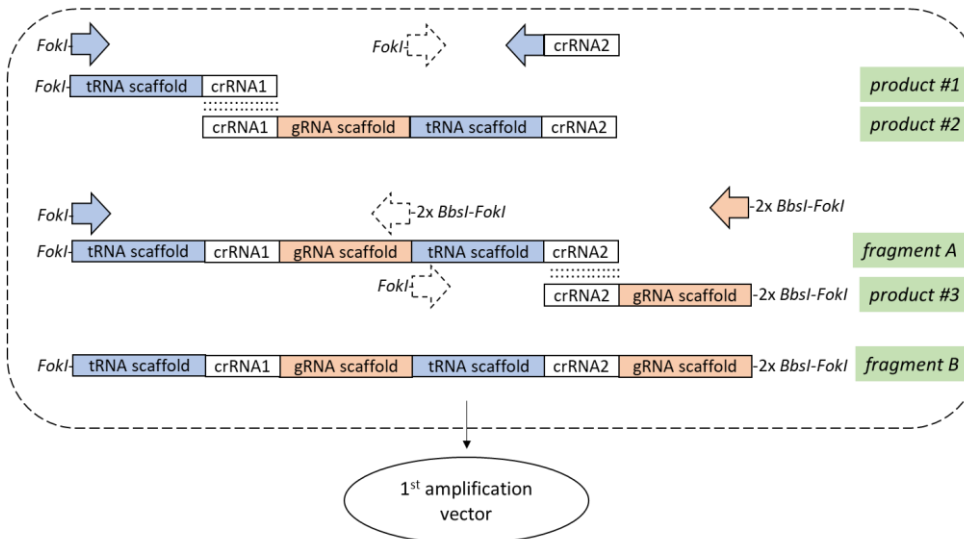 FokI- FokI- crRNA2
FokI- tRNA scaffold crRNA1 product #1
crRNA1 gRNA scaffold tRNA scaffold crRNA2 product #2
FokI- -2x BbsI-FokI -2x BbsI-FokI
FokI- tRNA scaffold crRNA1 gRNA scaffold tRNA scaffold crRNA2 fragment A
FokI- crRNA2 gRNA scaffold -2x BbsI-FokI product #3
FokI- tRNA scaffold crRNA1 gRNA scaffold tRNA scaffold crRNA2 gRNA scaffold -2x BbsI-FokI fragment B
1st amplification
vector